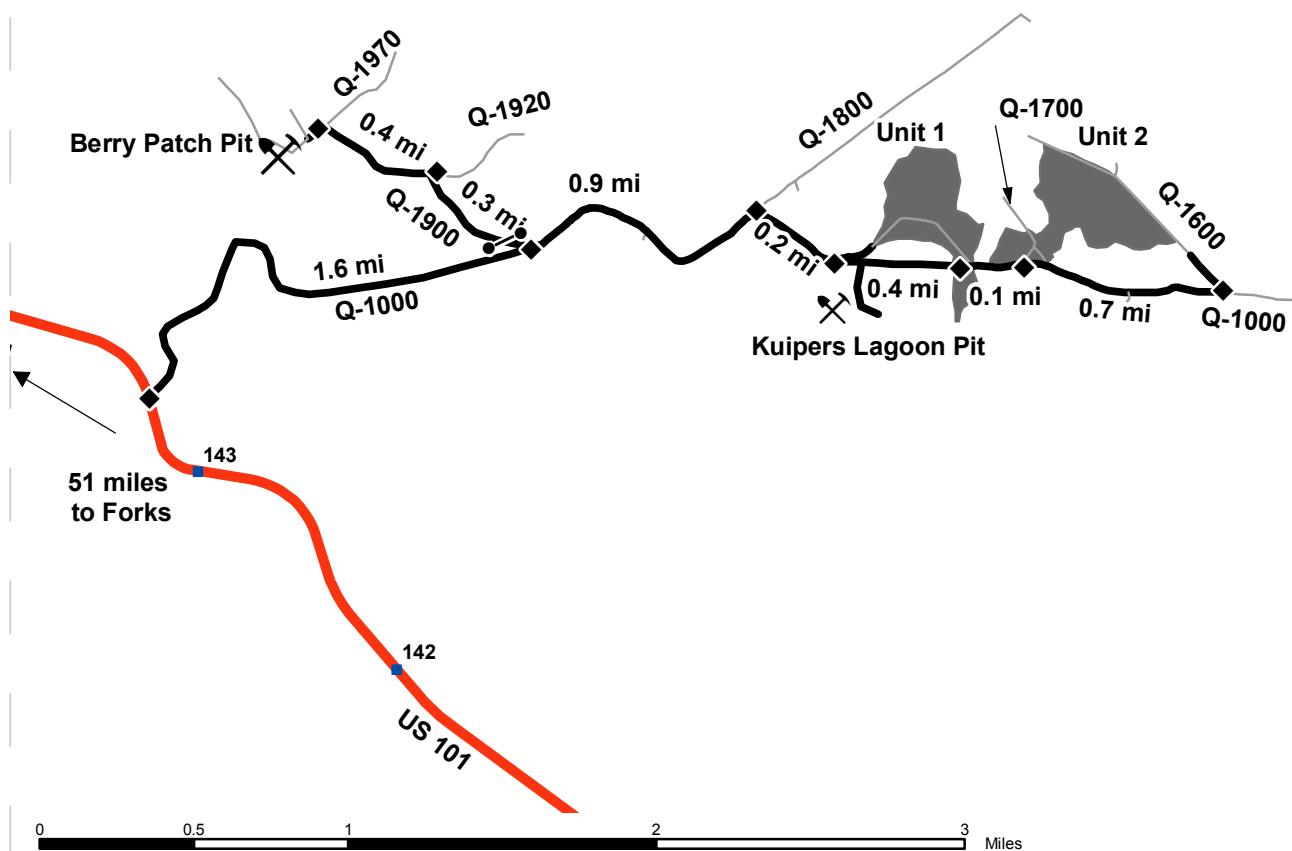 Q-1970
Q-1920
Q-1800
Q-1700
Unit 1
Unit 2
Berry Patch Pit
0.4 mi
0.3 mi
Q-1900
0.9 mi
Q-1600
0.2 mi
1.6 mi
Q-1000
0.4 mi
0.1 mi
0.7 mi
Q-1000
Kuipers Lagoon Pit
143
51 miles
to Forks
142
US 101
0
0.5
1
2
3
Miles